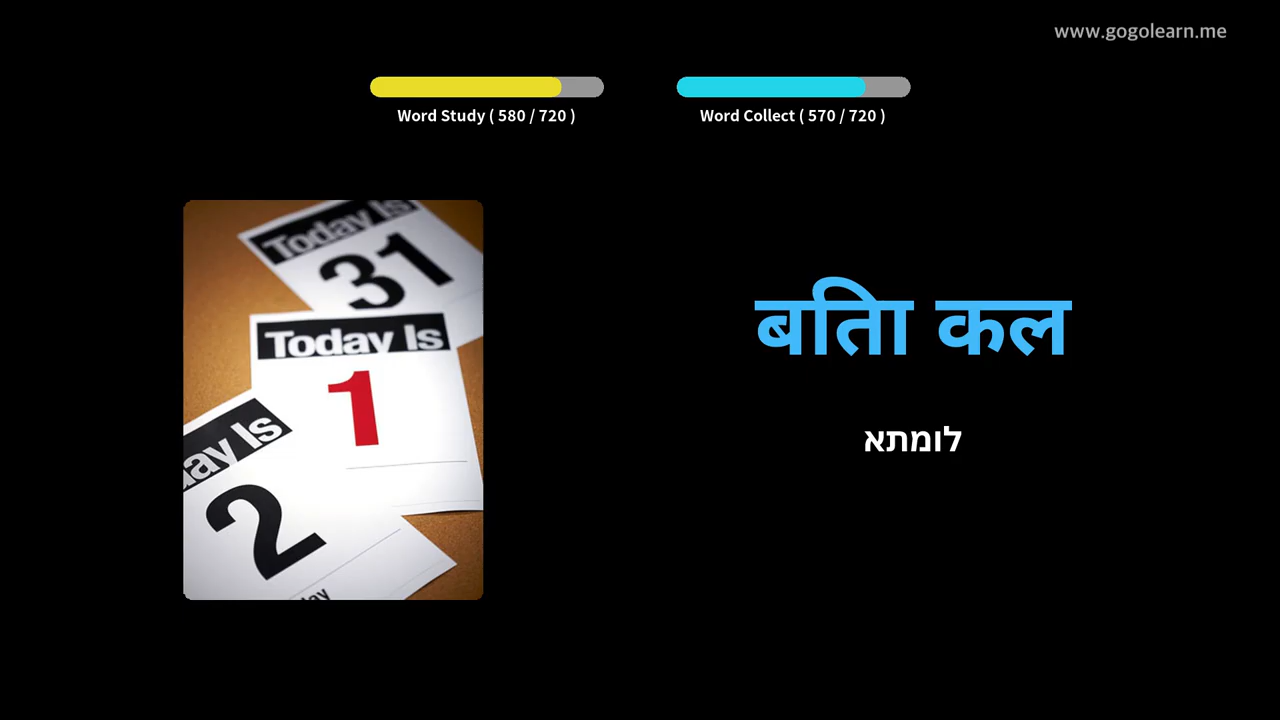 www.gogolearn.me
Word Study ( 580 / 720 )
Word Collect ( 570 / 720 )
Today Is
31
Today Is
1
ay Is
2
बतिा कल
לומתא